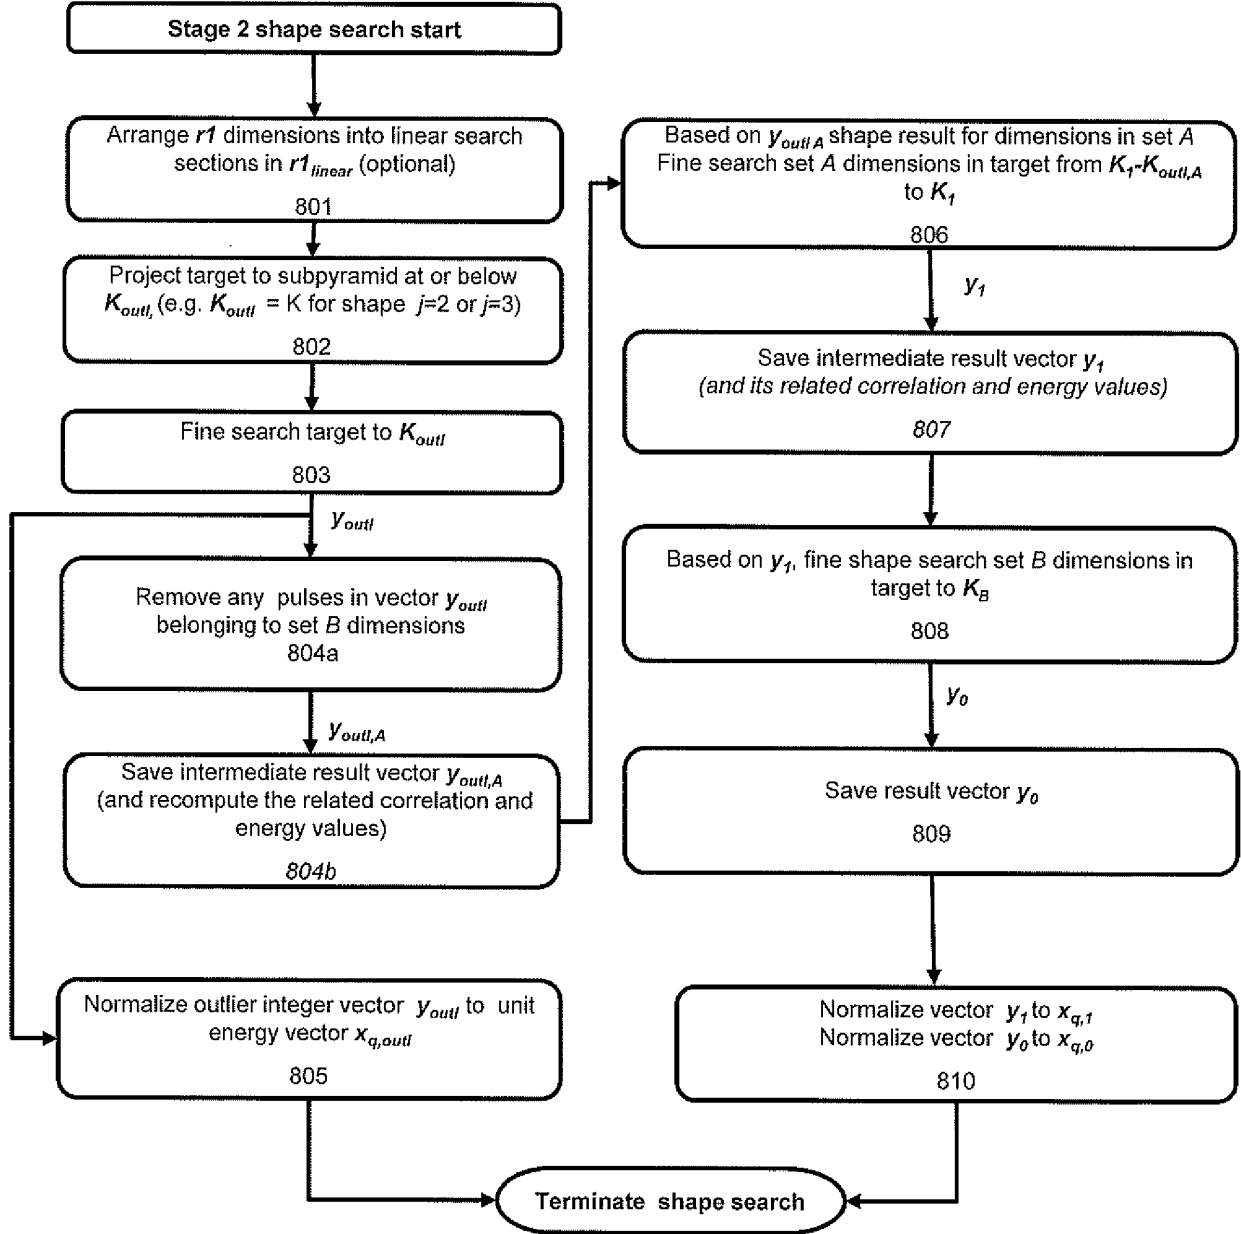 Stage 2 shape search start
Arrange r1 dimensions into linear search
sections in r1linear (optional)
801
Project target to subpyramid at or below
Koutl, (e.g. Koutl = K for shape j=2 or j=3)
802
Fine search target to Koutl
803
youtl
Remove any pulses in vector youtl
belonging to set B dimensions
804a
youtl,A
Save intermediate result vector youtl,A
(and recompute the related correlation and
energy values)
804b
Normalize outlier integer vector youtl to unit
energy vector xq,outl
805
Based on youtl,A shape result for dimensions in set A
Fine search set A dimensions in target from K1-Koutl,A
to K1
806
y1
Save intermediate result vector y1
(and its related correlation and energy values)
807
Based on y1, fine shape search set B dimensions in
target to KB
808
y0
Save result vector y0
809
Normalize vector y1 to xq,1
Normalize vector y0 to xq,0
810
Terminate shape search